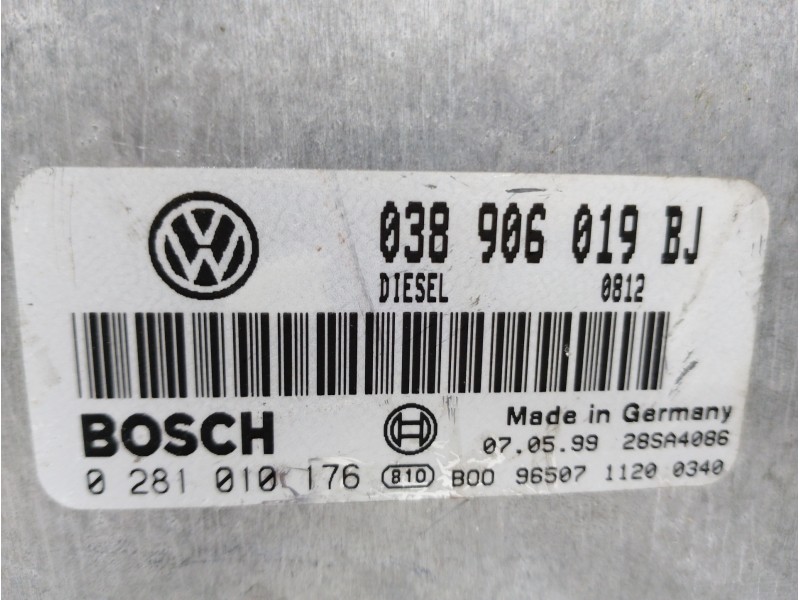 038 906 019 BJ
DIESEL 0812
BOSCH
Made in Germany
07.05.99 28SA4086
0 281 010 176 B10 B00 96507 1120 0340